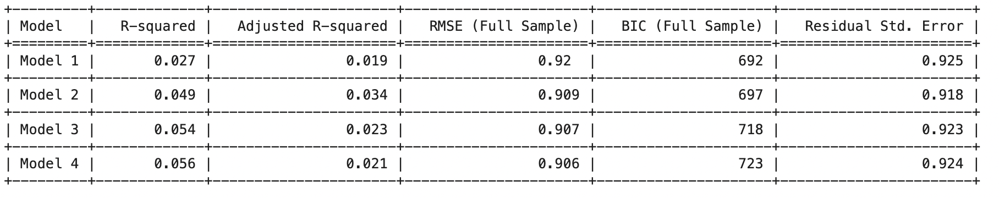 +---------+-------------+----------------------+----------------------+---------------------+-----------------------+
| Model   |   R-squared |   Adjusted R-squared |   RMSE (Full Sample) |   BIC (Full Sample) |   Residual Std. Error |
+=========+=============+======================+======================+=====================+=======================+
| Model 1 |       0.027 |                0.019 |                0.92  |                 692 |                 0.925 |
+---------+-------------+----------------------+----------------------+---------------------+-----------------------+
| Model 2 |       0.049 |                0.034 |                0.909 |                 697 |                 0.918 |
+---------+-------------+----------------------+----------------------+---------------------+-----------------------+
| Model 3 |       0.054 |                0.023 |                0.907 |                 718 |                 0.923 |
+---------+-------------+----------------------+----------------------+---------------------+-----------------------+
| Model 4 |       0.056 |                0.021 |                0.906 |                 723 |                 0.924 |
+---------+-------------+----------------------+----------------------+---------------------+-----------------------+